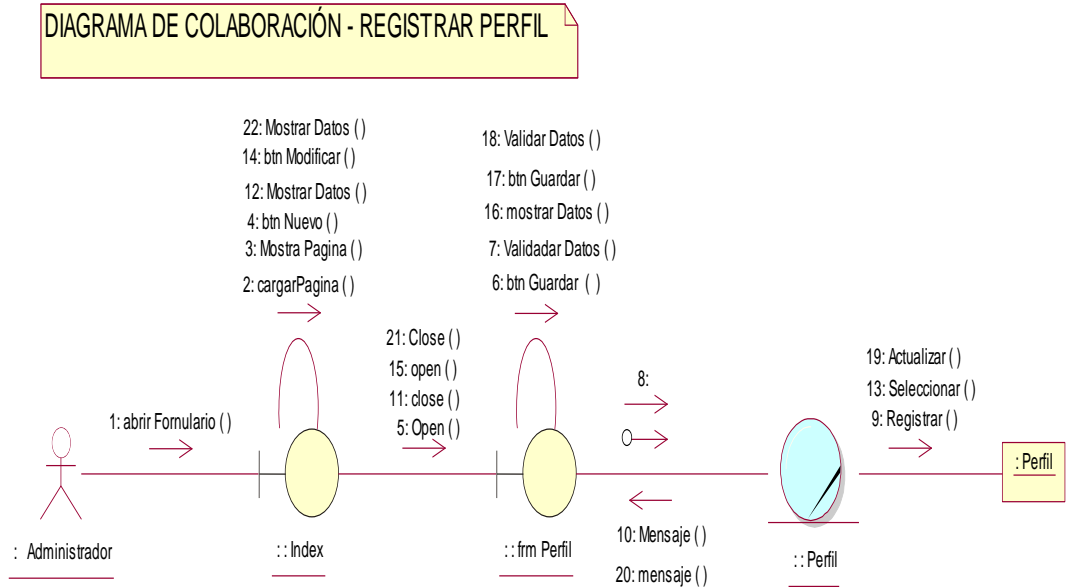 DIAGRAMA DE COLABORACIÓN - REGISTRAR PERFIL
22: Mostrar Datos ( )
14: btn Modificar ( )
12: Mostrar Datos ( )
4: btn Nuevo ( )
3: Mostra Pagina ( )
2: cargarPagina ( )
18: Validar Datos ( )
17: btn Guardar ( )
16: mostrar Datos ( )
7: Validadar Datos ( )
6: btn Guardar ( )
21: Close ( )
15: open ( )
11: close ( )
5: Open ( )
8:
19: Actualizar ( )
13: Seleccionar ( )
9: Registrar ( )
1: abrir Fornulario ( )
: Perfil
10: Mensaje ( )
20: mensaje ( )
: Administrador
: : Index
: : frm Perfil
: : Perfil